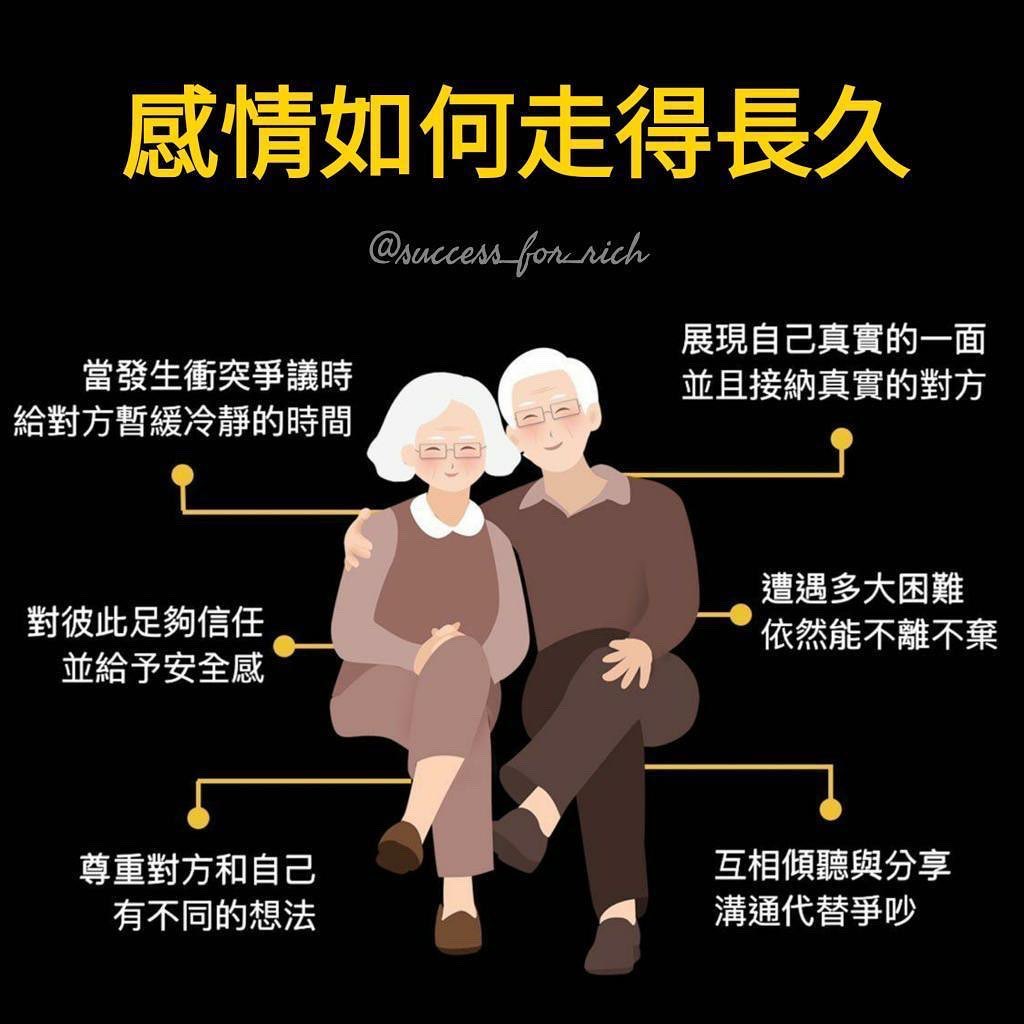 感情如何走得長久
@success_for_rich
當發生衝突爭議時
給對方暫緩冷靜的時間
展現自己真實的一面
並且接納真實的對方
對彼此足夠信任
並給予安全感
遭遇多大困難
依然能不離不棄
尊重對方和自己
有不同的想法
互相傾聽與分享
溝通代替爭吵